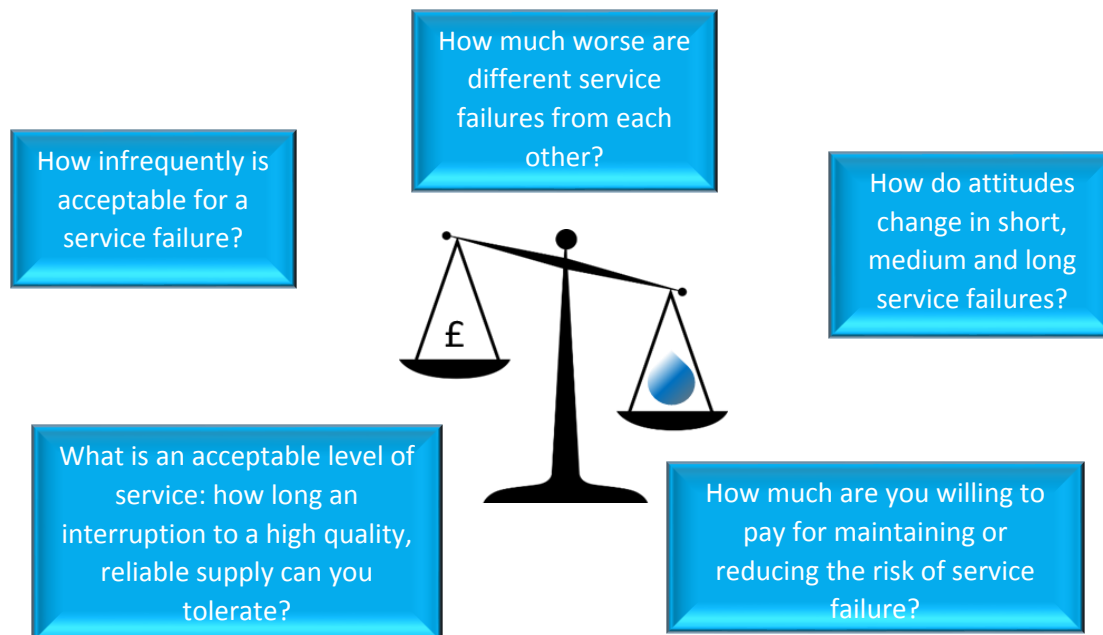 How much worse are
different service
failures from each
other?
How infrequently is
acceptable for a
service failure?
How do attitudes
change in short,
medium and long
service failures?
£
What is an acceptable level of
service: how long an
interruption to a high quality,
reliable supply can you
tolerate?
How much are you willing to
pay for maintaining or
reducing the risk of service
failure?